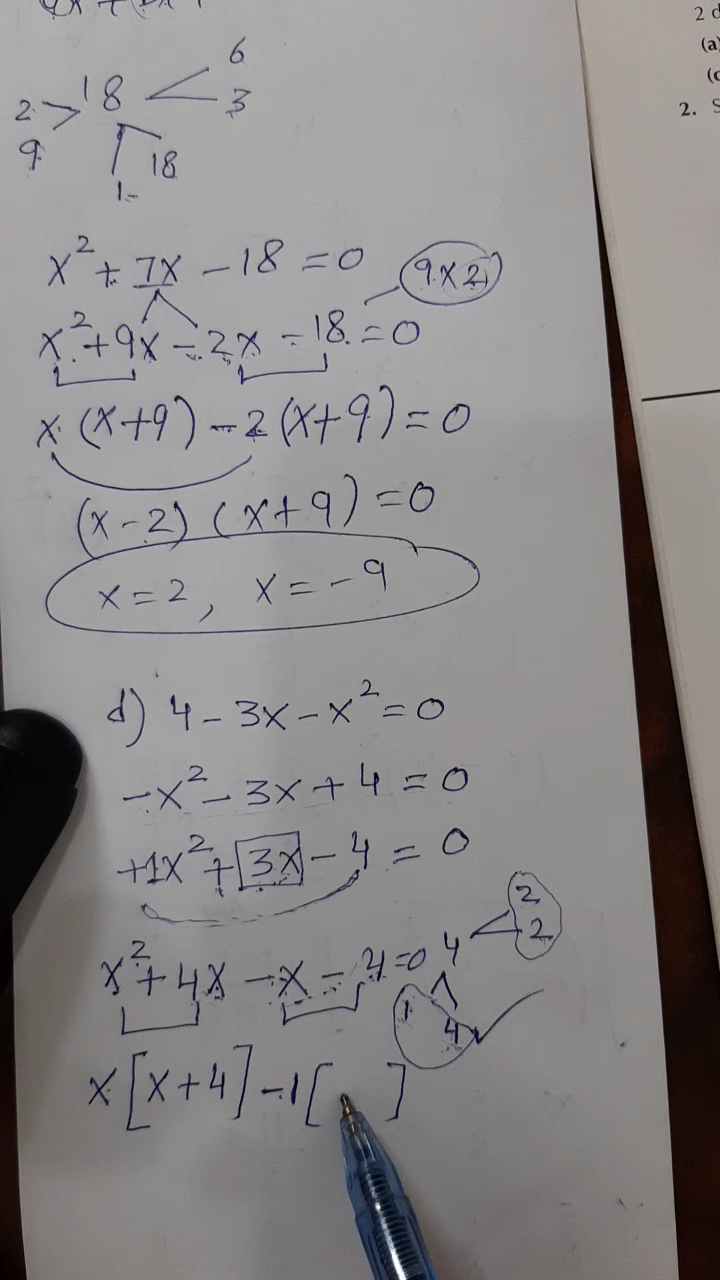 6
2 > 18 < 3
9
1 18
x² + 7x - 18 = 0
9x2
x² + 9x - 2x - 18 = 0
x (x+9) - 2 (x+9) = 0
(x-2) (x+9) = 0
x = 2, x = -9
d) 4 - 3x - x² = 0
-x² - 3x + 4 = 0
+1x² + 3x - 4 = 0
x² + 4x - x - 4 = 0
4 < 2
2
1 4 ✓
x [x+4] - 1 [ ]
2
(a)
2.